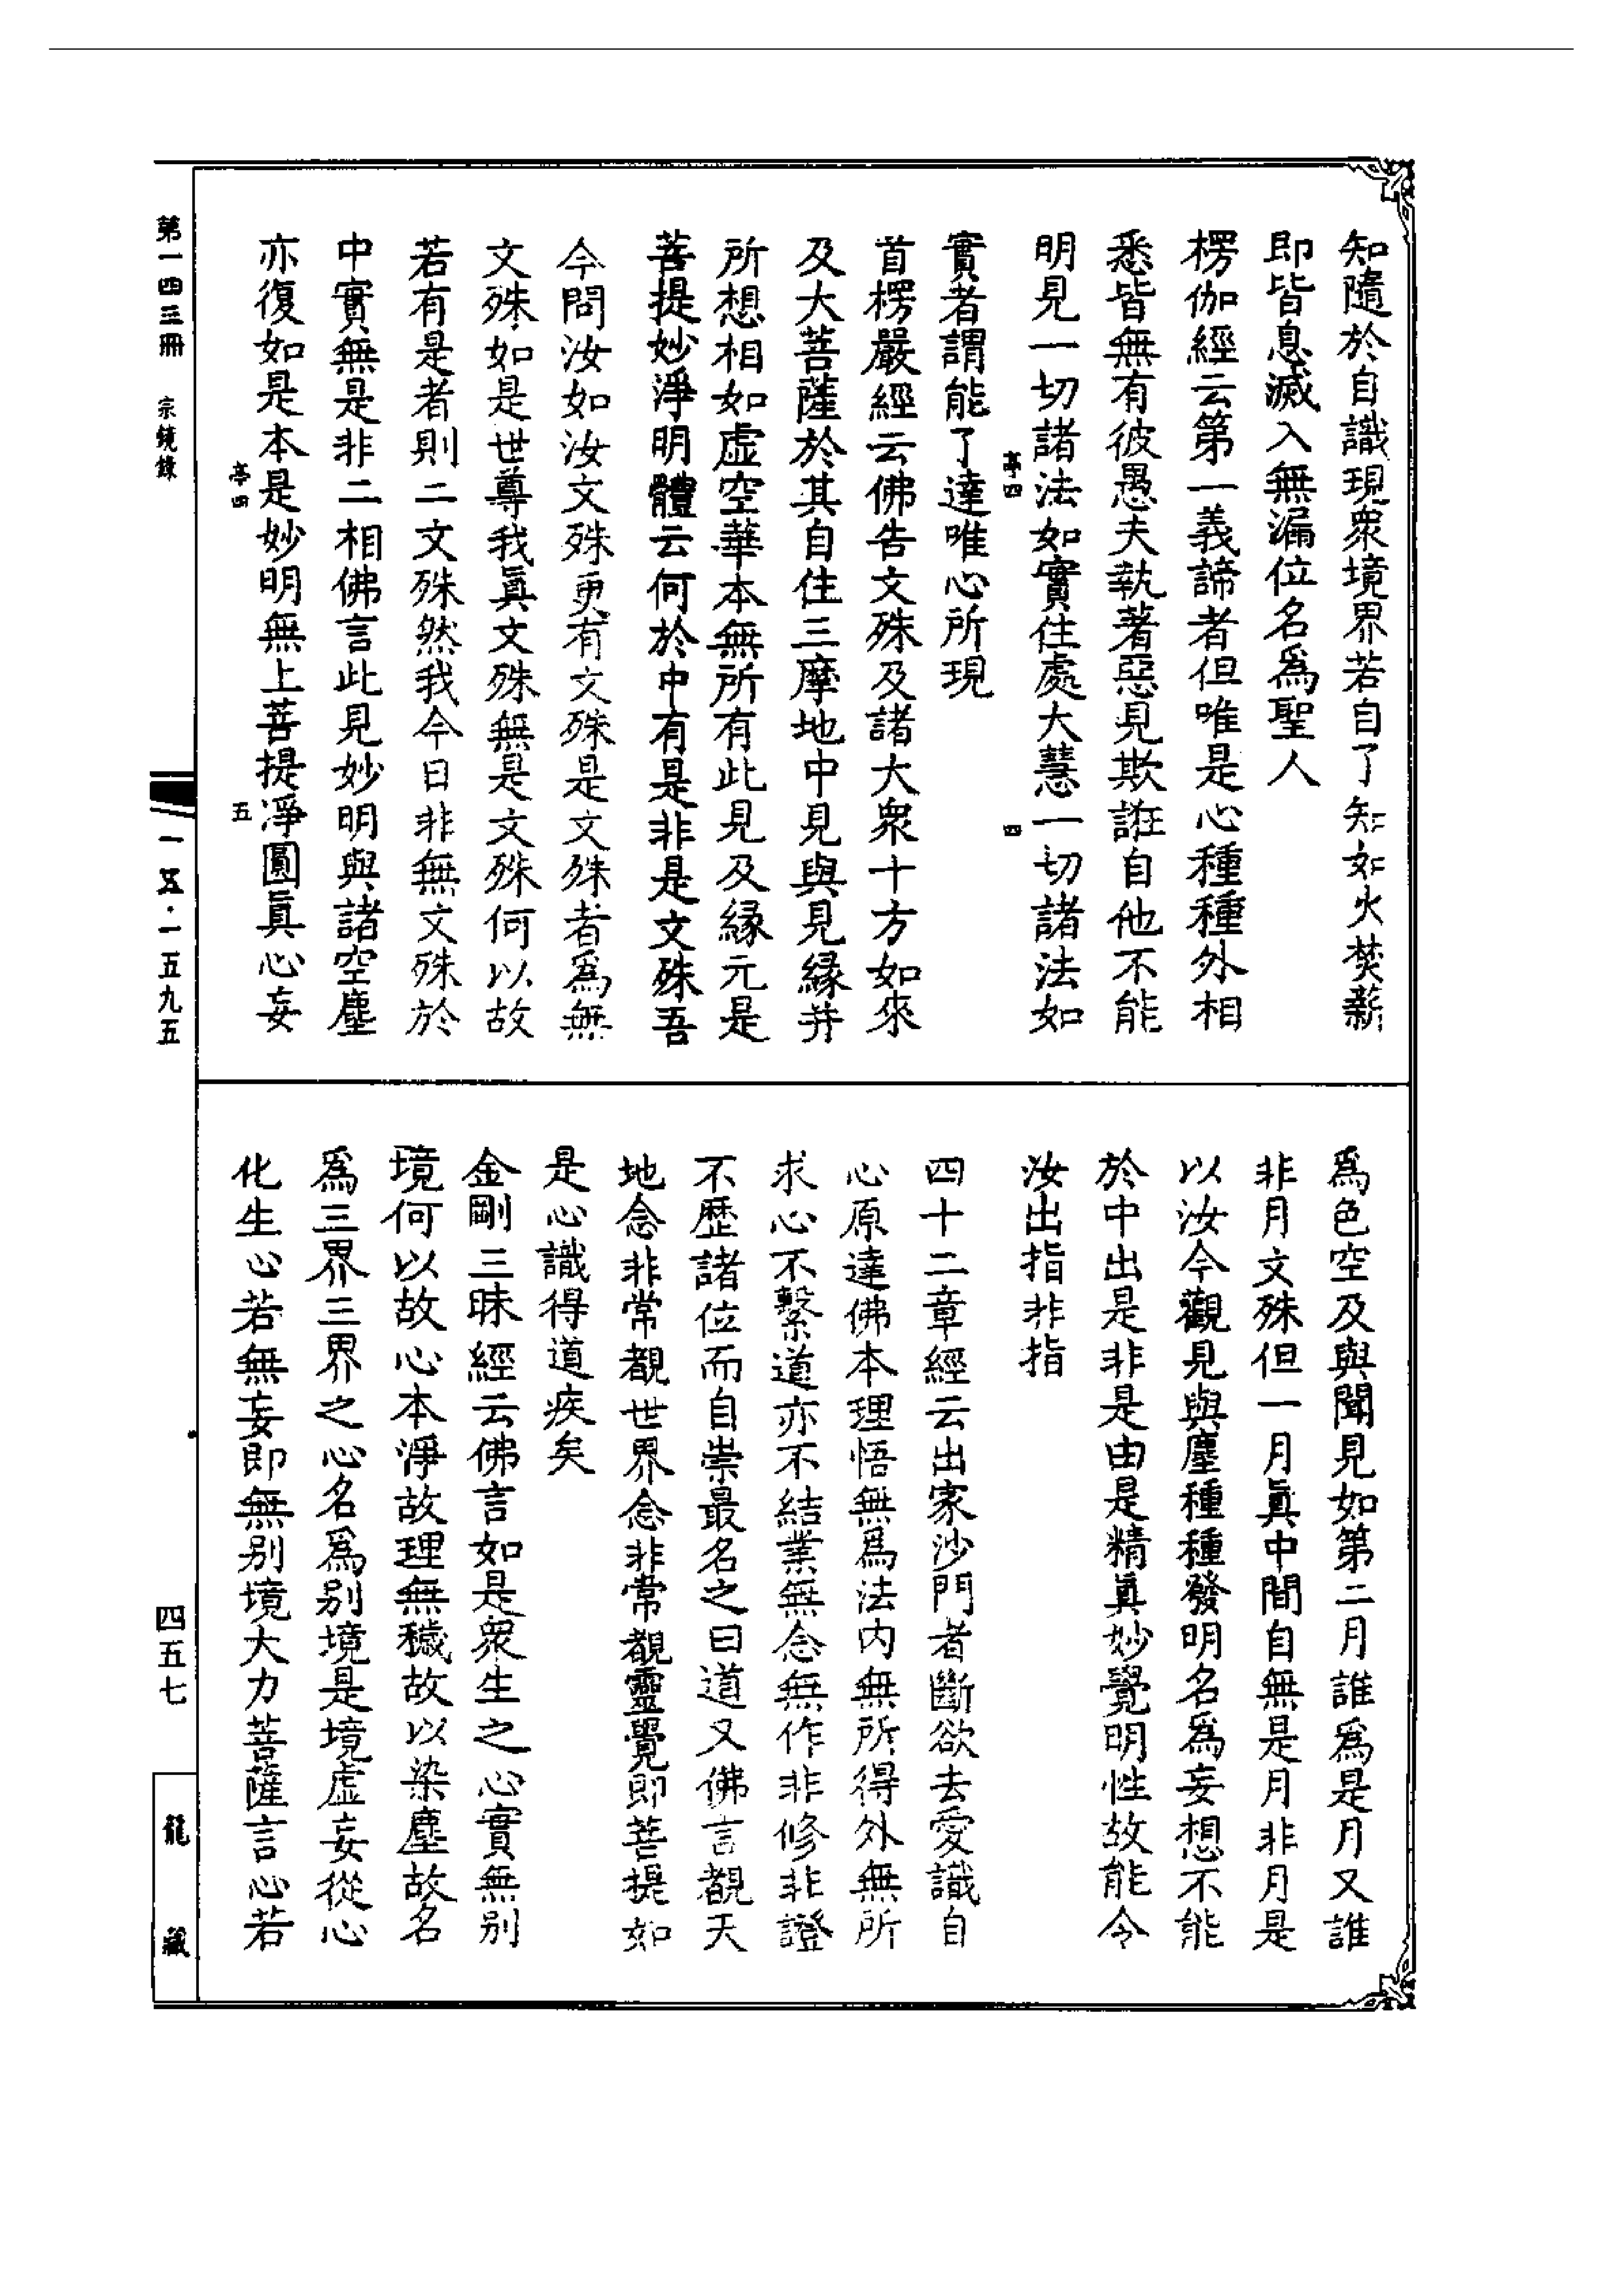 知隨於自識現衆境界若自了知如火焚薪
即皆息滅入無漏位名爲聖人
楞伽經云第一義諦者但唯是心種種外相
悉皆無有彼愚夫執著惡見欺誑自他不能
明見一切諸法如實住處大慧一切諸法如
亭四
四
實者謂能了達唯心所現
首楞嚴經云佛告文殊及諸大衆十方如來
及大菩薩於其自住三摩地中見與見緣并
所想相如虛空華本無所有此見及緣元是
菩提妙淨明體云何於中有是非是文殊吾
今問汝如汝文殊更有文殊是文殊者爲無
文殊如是世尊我眞文殊無是文殊何以故
若有是者則二文殊然我今日非無文殊於
中實無是非二相佛言此見妙明與諸空塵
亦復如是本是妙明無上菩提淨圓眞心妄
亭四
五
爲色空及與聞見如第二月誰爲是月又誰
非月文殊但一月眞中間自無是月非月是
以汝今觀見與塵種種發明名爲妄想不能
於中出是非是由是精眞妙覺明性故能令
汝出指非指
四十二章經云出家沙門者斷欲去愛識自
心原達佛本理悟無爲法內無所得外無所
求心不繫道亦不結業無念無作非修非證
不歷諸位而自崇最名之曰道又佛言覩天
地念非常覩世界念非常覩靈覺即菩提如
是心識得道疾矣
金剛三昧經云佛言如是衆生之心實無別
境何以故心本淨故理無穢故以染塵故名
爲三界三界之心名爲別境是境虛妄從心
化生心若無妄即無別境大力菩薩言心若
第一四三冊　宗鏡錄
一五·一五九五
四五七
龍藏